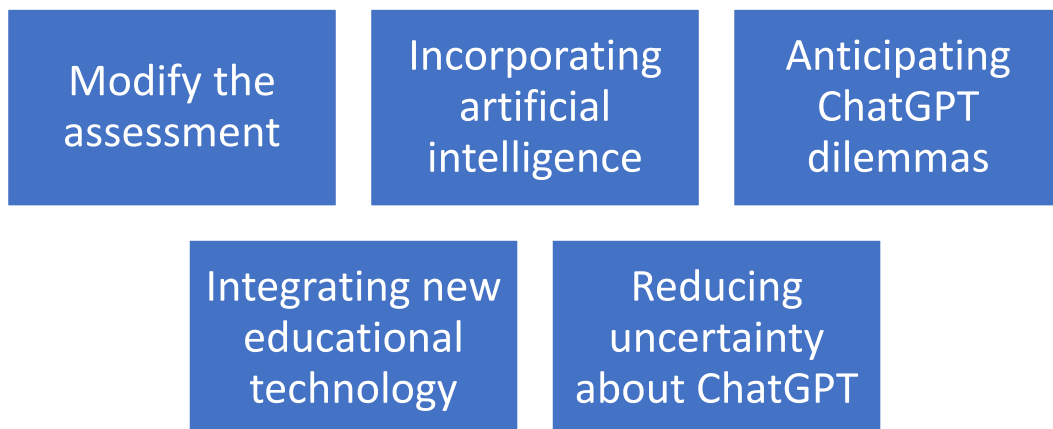 Modify the
assessment
Incorporating
artificial
intelligence
Anticipating
ChatGPT
dilemmas
Integrating new
educational
technology
Reducing
uncertainty
about ChatGPT